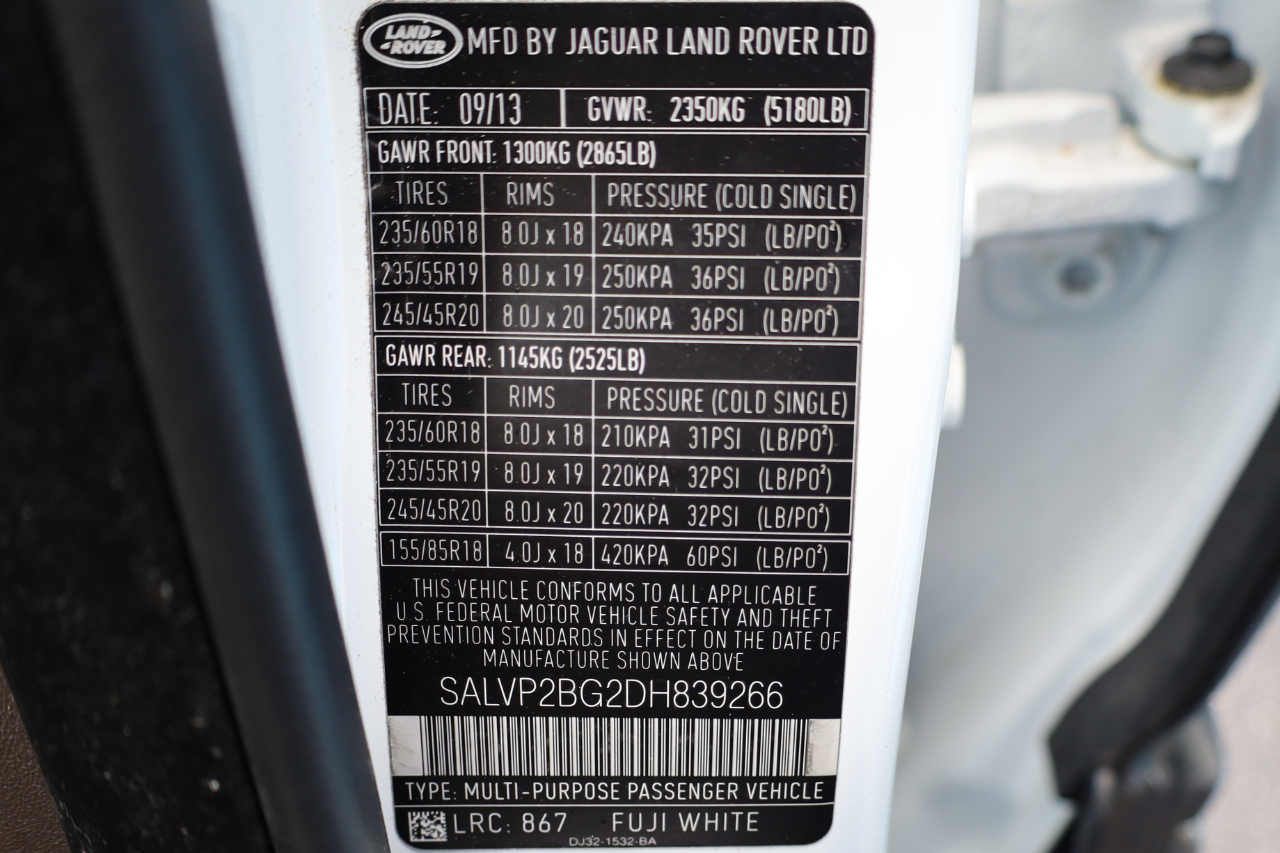 LAND-
-ROVER
MFD BY JAGUAR LAND ROVER LTD
DATE: 09/13 GVWR: 2350KG (5180LB)
GAWR FRONT: 1300KG (2865LB)
TIRES RIMS PRESSURE (COLD SINGLE)
235/60R18 8.0J x 18 240KPA 35PSI (LB/PO²)
235/55R19 8.0J x 19 250KPA 36PSI (LB/PO²)
245/45R20 8.0J x 20 250KPA 36PSI (LB/PO²)
GAWR REAR: 1145KG (2525LB)
TIRES RIMS PRESSURE (COLD SINGLE)
235/60R18 8.0J x 18 210KPA 31PSI (LB/PO²)
235/55R19 8.0J x 19 220KPA 32PSI (LB/PO²)
245/45R20 8.0J x 20 220KPA 32PSI (LB/PO²)
155/85R18 4.0J x 18 420KPA 60PSI (LB/PO²)
THIS VEHICLE CONFORMS TO ALL APPLICABLE
U.S. FEDERAL MOTOR VEHICLE SAFETY AND THEFT
PREVENTION STANDARDS IN EFFECT ON THE DATE OF
MANUFACTURE SHOWN ABOVE
SALVP2BG2DH839266
TYPE: MULTI-PURPOSE PASSENGER VEHICLE
LRC: 867 FUJI WHITE
DJ32-1532-BA